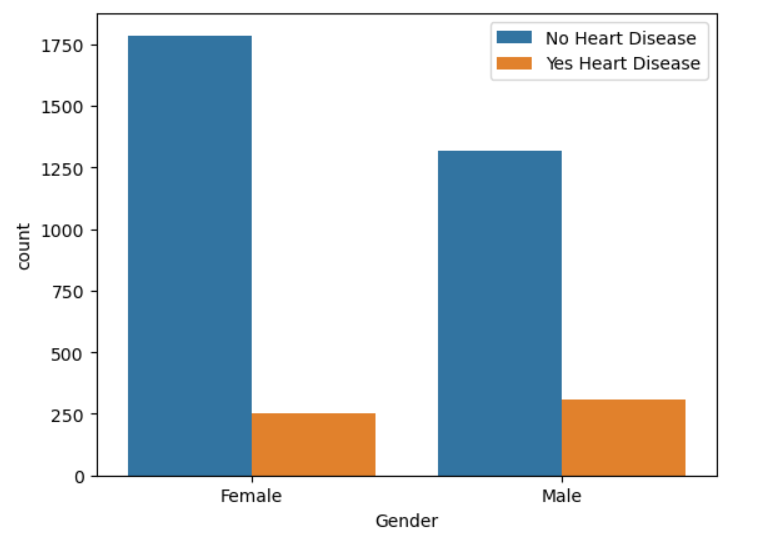 No Heart Disease
Yes Heart Disease
1750
1500
1250
1000
750
500
250
0
count
Female Male
Gender